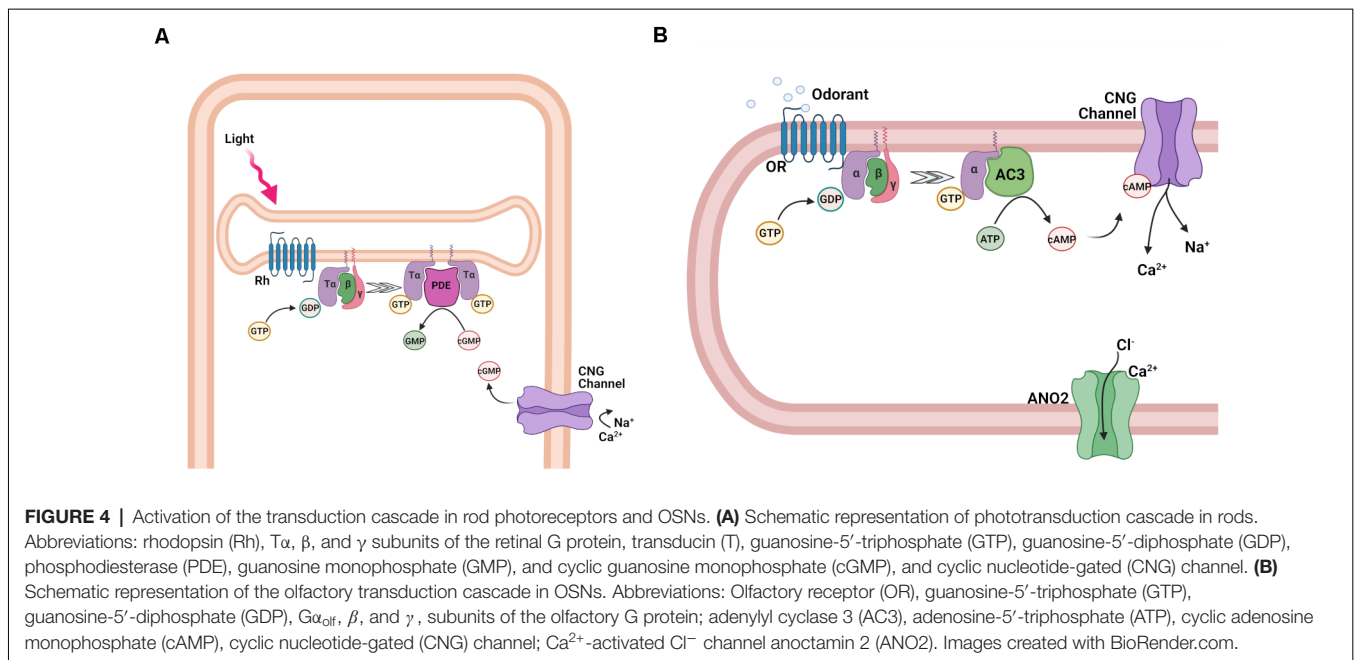 A
Light
Rh
Tα
β
γ
GDP
GTP
Tα
Tα
PDE
GTP
GTP
GMP
cGMP
cGMP
CNG
Channel
Na⁺
Ca²⁺
B
Odorant
OR
α
β
γ
GDP
GTP
α
AC3
GTP
ATP
cAMP
CNG
Channel
cAMP
Ca²⁺
Na⁺
Cl⁻
Ca²⁺
ANO2
FIGURE 4 | Activation of the transduction cascade in rod photoreceptors and OSNs. (A) Schematic representation of phototransduction cascade in rods.
Abbreviations: rhodopsin (Rh), Tα, β, and γ subunits of the retinal G protein, transducin (T), guanosine-5′-triphosphate (GTP), guanosine-5′-diphosphate (GDP),
phosphodiesterase (PDE), guanosine monophosphate (GMP), and cyclic guanosine monophosphate (cGMP), and cyclic nucleotide-gated (CNG) channel. (B)
Schematic representation of the olfactory transduction cascade in OSNs. Abbreviations: Olfactory receptor (OR), guanosine-5′-triphosphate (GTP),
guanosine-5′-diphosphate (GDP), Gαolf, β, and γ, subunits of the olfactory G protein; adenylyl cyclase 3 (AC3), adenosine-5′-triphosphate (ATP), cyclic adenosine
monophosphate (cAMP), cyclic nucleotide-gated (CNG) channel; Ca²⁺-activated Cl⁻ channel anoctamin 2 (ANO2). Images created with BioRender.com.